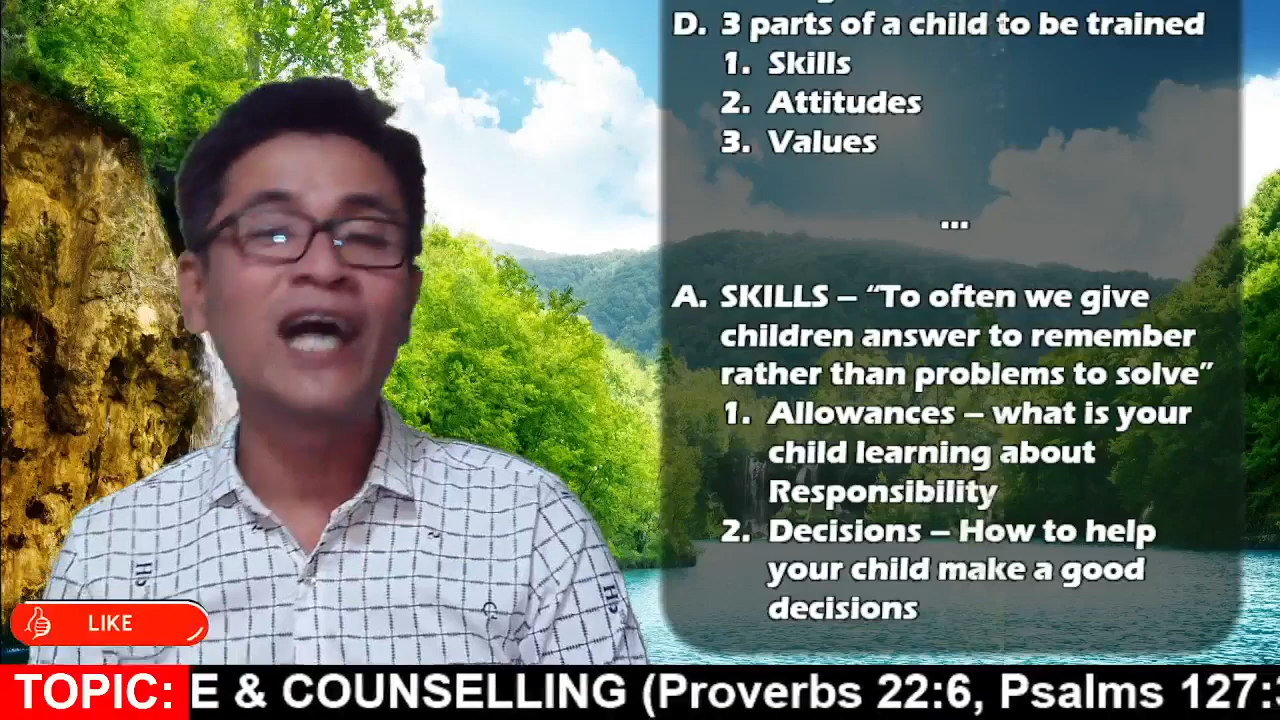 D. 3 parts of a child to be trained
1. Skills
2. Attitudes
3. Values
...
A. SKILLS – “To often we give
children answer to remember
rather than problems to solve”
1. Allowances – what is your
child learning about
Responsibility
2. Decisions – How to help
your child make a good
decisions
LIKE
TOPIC: E & COUNSELLING (Proverbs 22:6, Psalms 127: